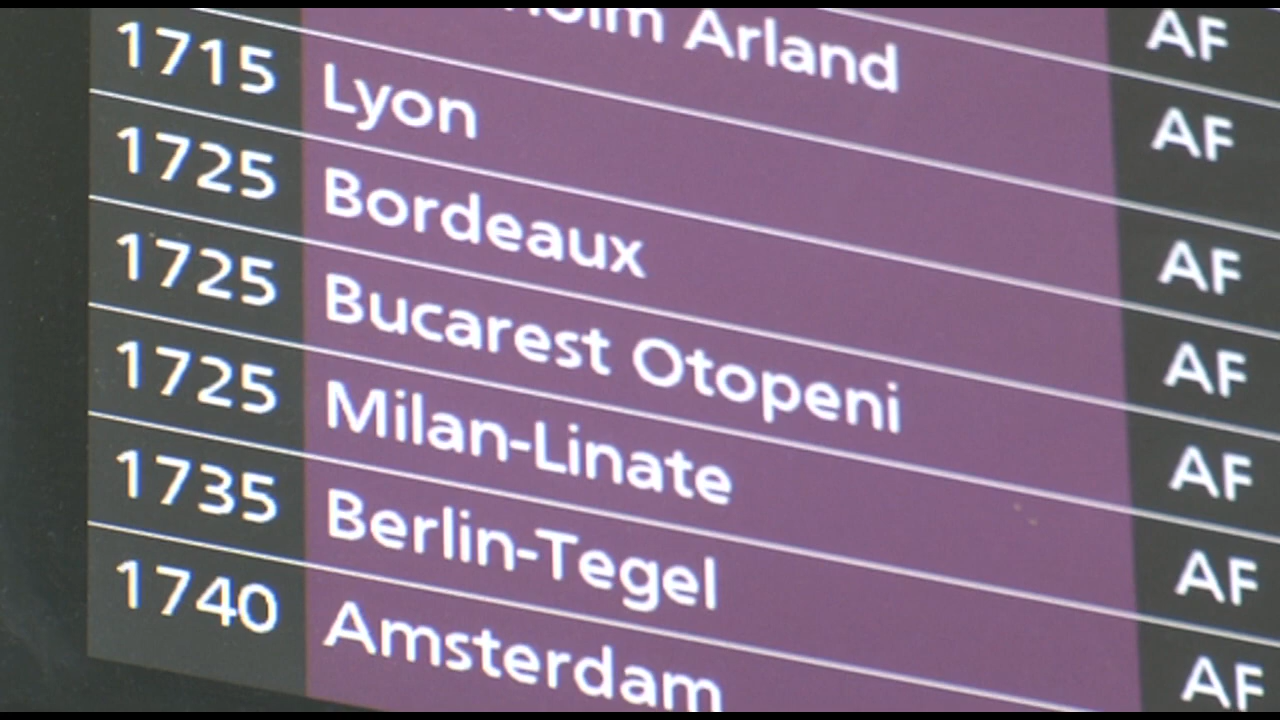 AF
Arland AF
1715 Lyon AF
1725 Bordeaux AF
1725 Bucarest Otopeni AF
1725 Milan-Linate AF
1735 Berlin-Tegel AF
1740 Amsterdam